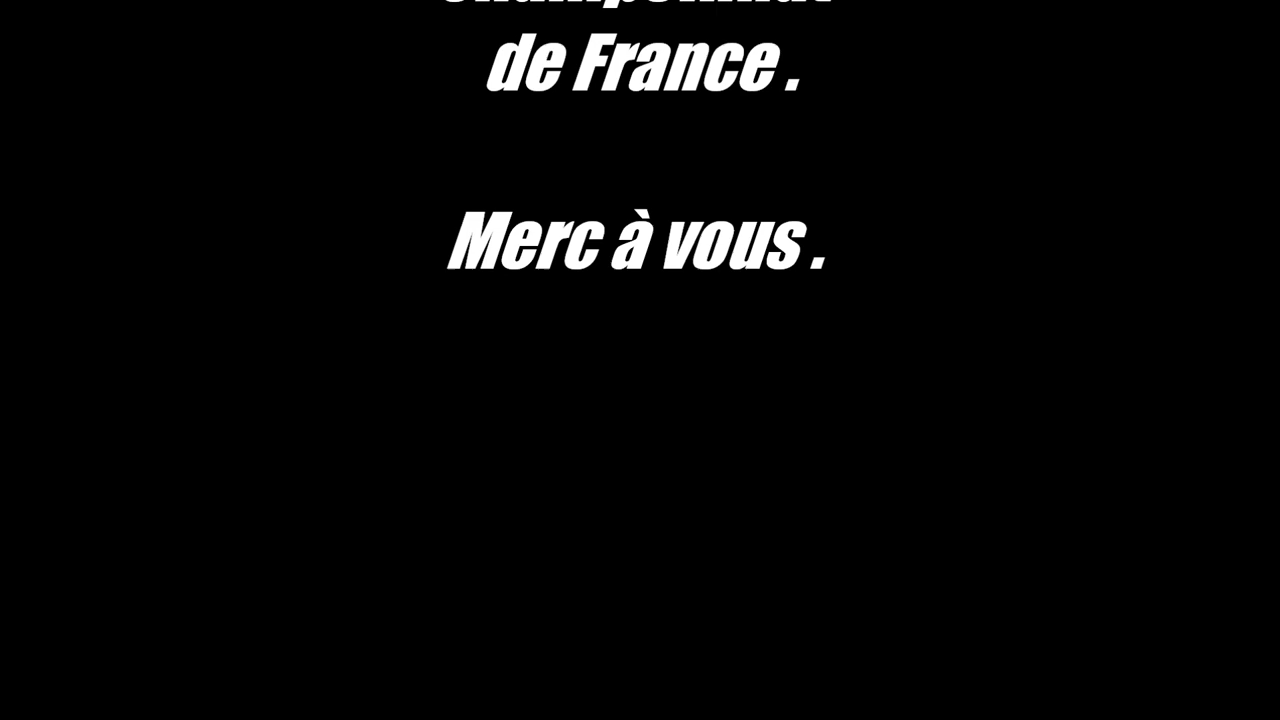 de France .
Merc à vous .